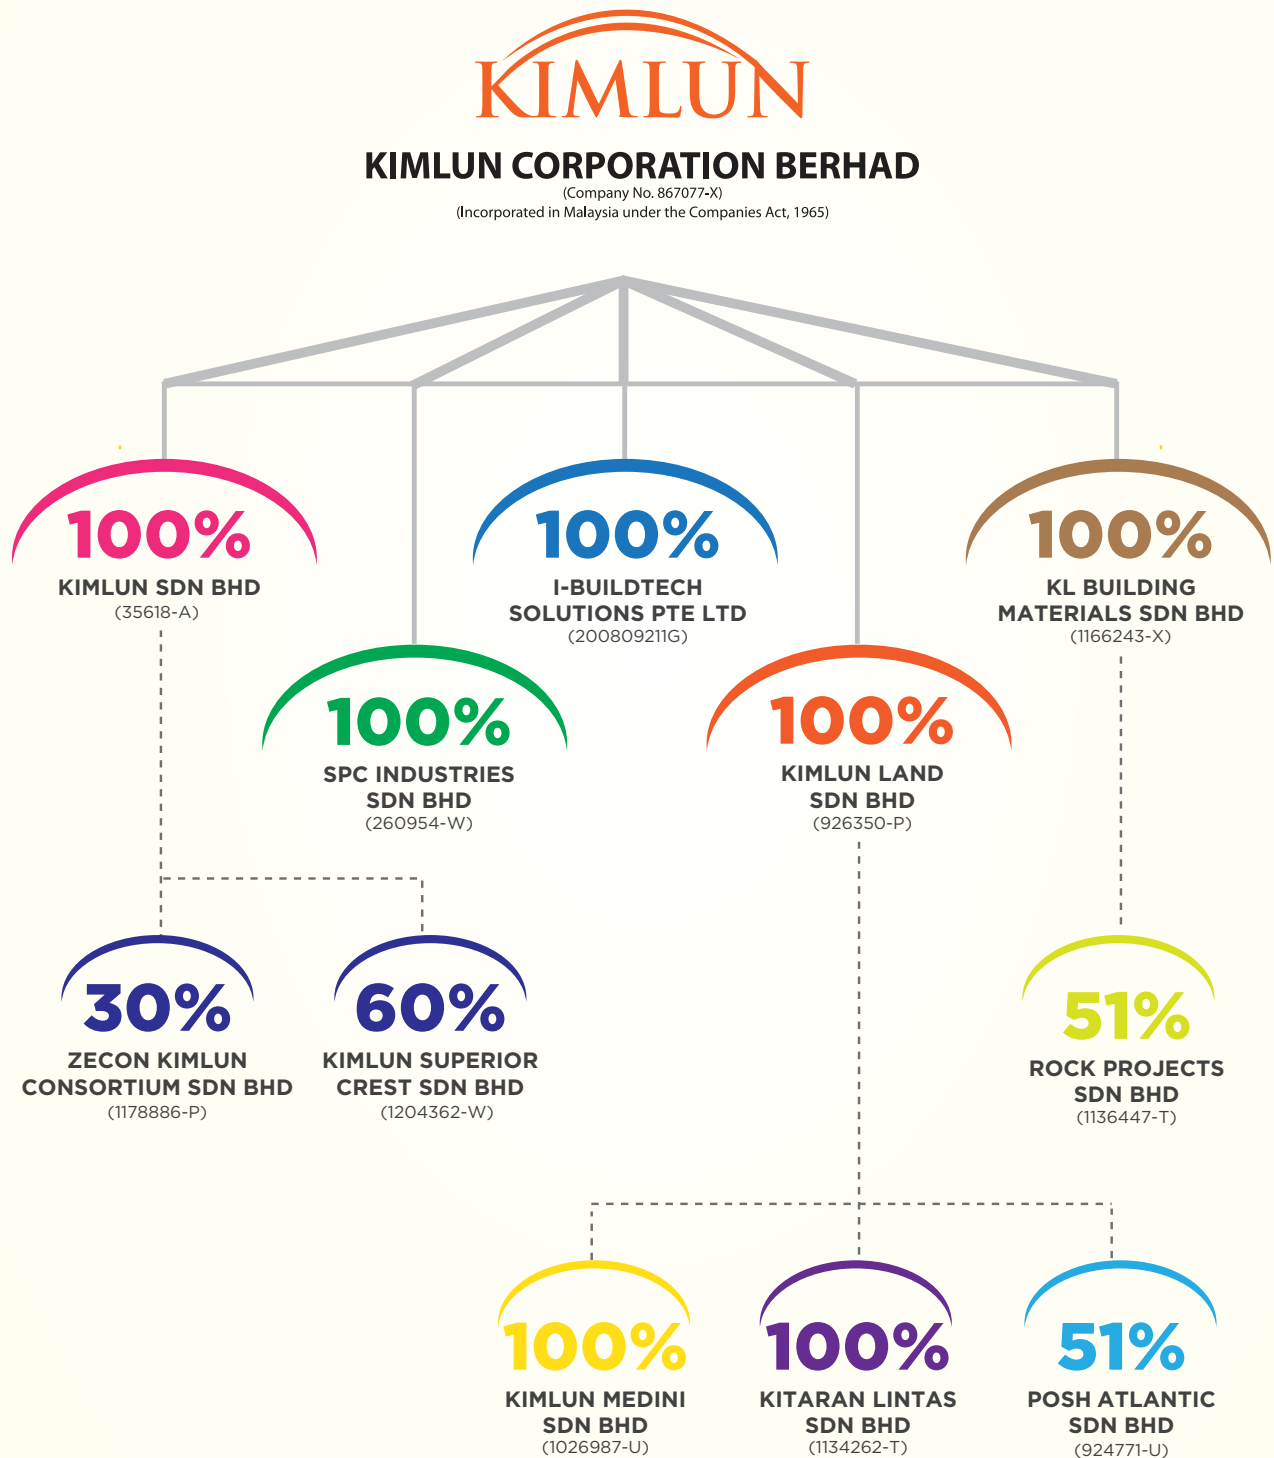 KIMLUN
KIMLUN CORPORATION BERHAD
(Company No. 867077-X)
(Incorporated in Malaysia under the Companies Act, 1965)
100%
KIMLUN SDN BHD
(35618-A)
100%
I-BUILDTECH
SOLUTIONS PTE LTD
(200809211G)
100%
KL BUILDING
MATERIALS SDN BHD
(1166243-X)
100%
SPC INDUSTRIES
SDN BHD
(260954-W)
100%
KIMLUN LAND
SDN BHD
(926350-P)
30%
ZECON KIMLUN
CONSORTIUM SDN BHD
(1178886-P)
60%
KIMLUN SUPERIOR
CREST SDN BHD
(1204362-W)
51%
ROCK PROJECTS
SDN BHD
(1136447-T)
100%
KIMLUN MEDINI
SDN BHD
(1026987-U)
100%
KITARAN LINTAS
SDN BHD
(1134262-T)
51%
POSH ATLANTIC
SDN BHD
(924771-U)